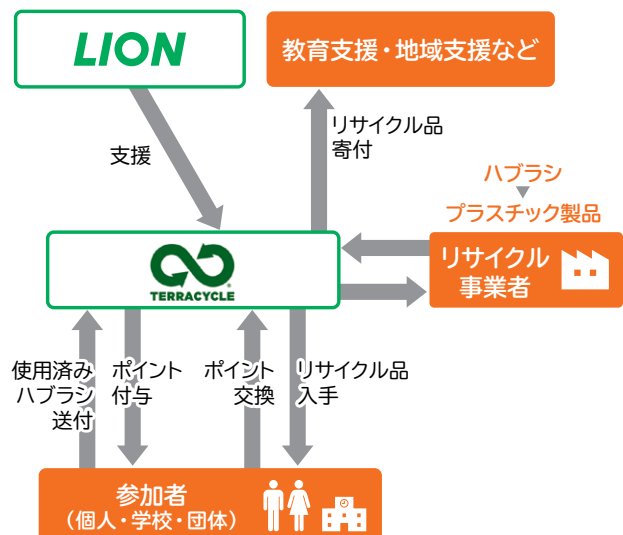 LION
教育支援・地域支援など
支援
リサイクル品
寄付
ハブラシ
プラスチック製品
リサイクル
事業者
TERRACYCLE
使用済み
ハブラシ
送付
ポイント
付与
ポイント
交換
リサイクル品
入手
参加者
（個人・学校・団体）